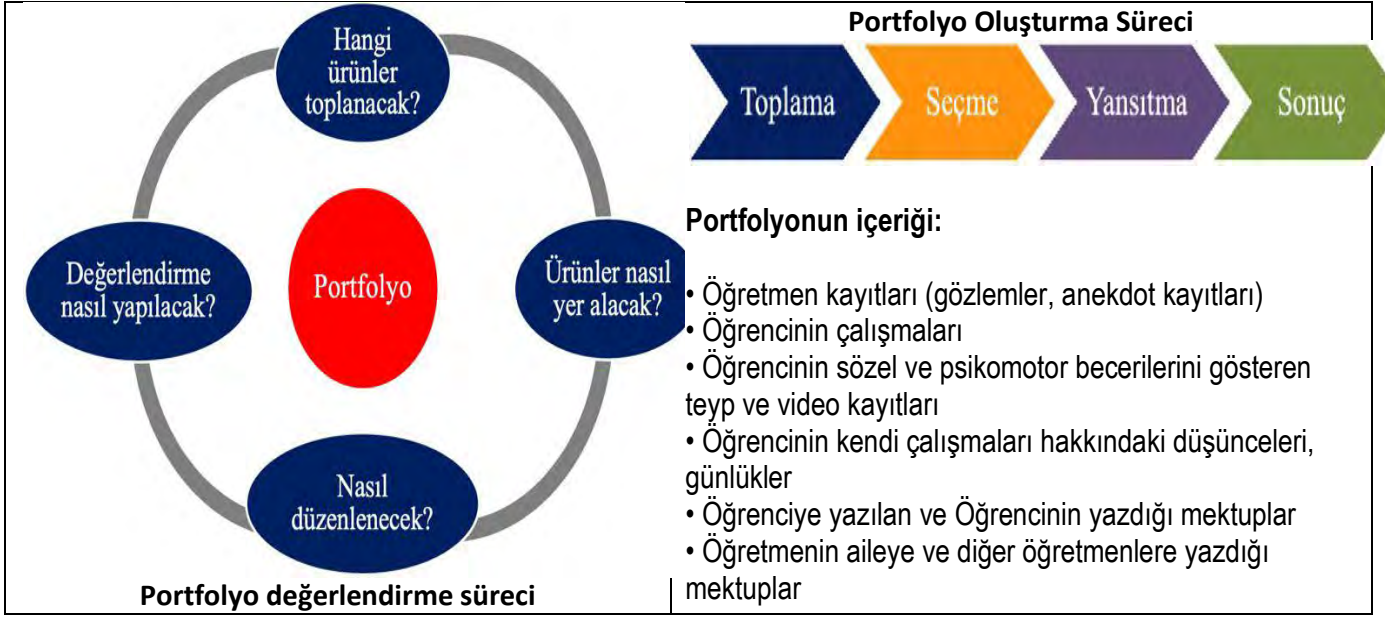 Hangi
ürünler
toplanacak?
Değerlendirme
nasıl yapılacak?
Portfolyo
Ürünler nasıl
yer alacak?
Nasıl
düzenlenecek?
Portfolyo değerlendirme süreci
Portfolyo Oluşturma Süreci
Toplama
Seçme
Yansıtma
Sonuç
Portfolyonun içeriği:
• Öğretmen kayıtları (gözlemler, anekdot kayıtları)
• Öğrencinin çalışmaları
• Öğrencinin sözel ve psikomotor becerilerini gösteren
teyp ve video kayıtları
• Öğrencinin kendi çalışmaları hakkındaki düşünceleri,
günlükler
• Öğrenciye yazılan ve Öğrencinin yazdığı mektuplar
• Öğretmenin aileye ve diğer öğretmenlere yazdığı
mektuplar